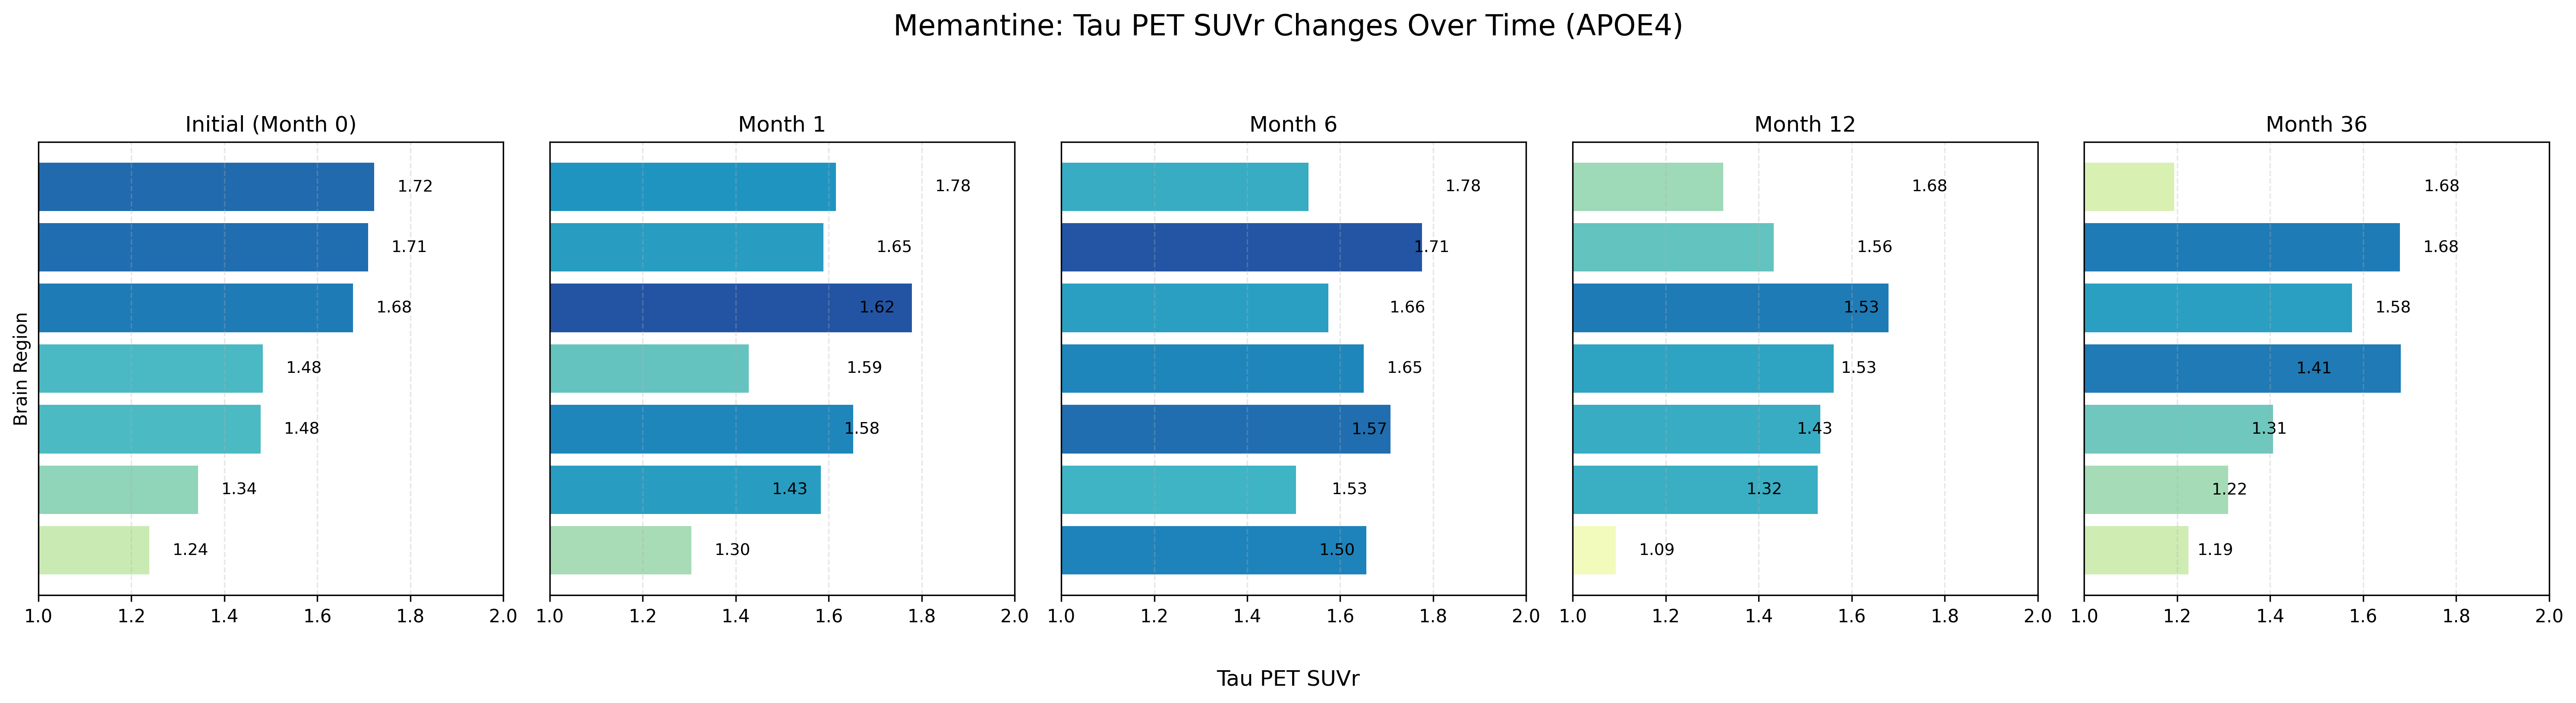 Memantine: Tau PET SUVr Changes Over Time (APOE4)
Initial (Month 0)
1.72
1.71
1.68
1.48
1.48
1.34
1.24
Brain Region
1.0 1.2 1.4 1.6 1.8 2.0
Month 1
1.78
1.65
1.62
1.59
1.58
1.43
1.30
1.0 1.2 1.4 1.6 1.8 2.0
Month 6
1.78
1.71
1.66
1.65
1.57
1.53
1.50
1.0 1.2 1.4 1.6 1.8 2.0
Month 12
1.68
1.56
1.53
1.53
1.43
1.32
1.09
1.0 1.2 1.4 1.6 1.8 2.0
Month 36
1.68
1.68
1.58
1.41
1.31
1.22
1.19
1.0 1.2 1.4 1.6 1.8 2.0
Tau PET SUVr